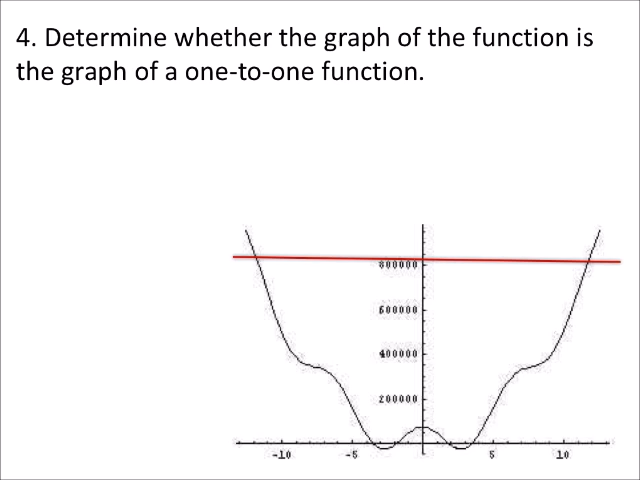 4. Determine whether the graph of the function is
the graph of a one-to-one function.
800000
600000
400000
200000
-10 -5 5 10